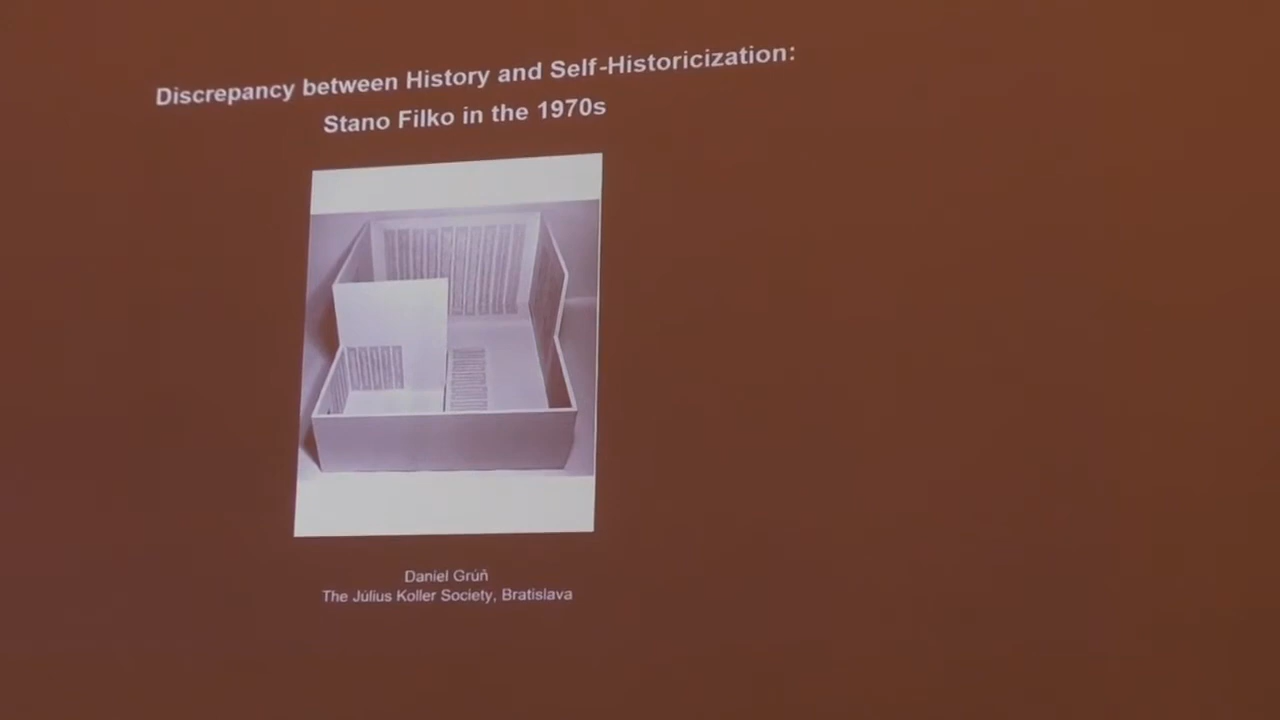 Discrepancy between History and Self-Historicization:
Stano Filko in the 1970s
Daniel Grúň
The Július Koller Society, Bratislava